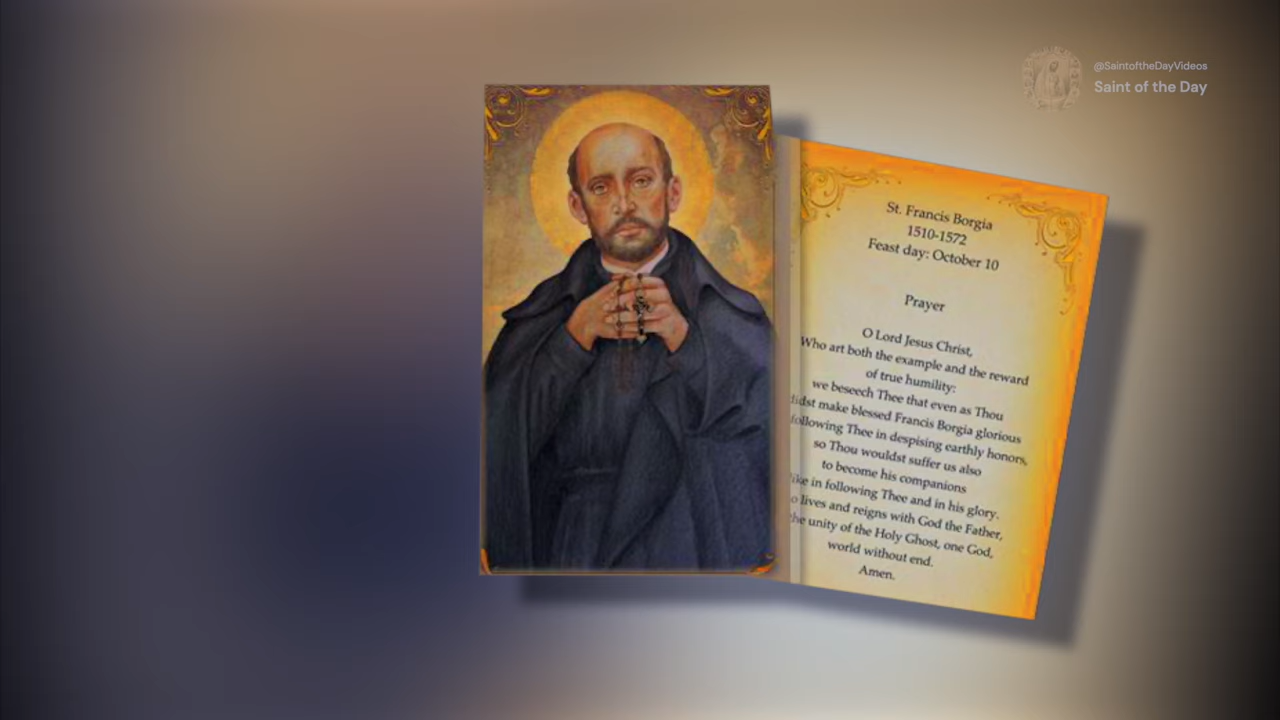 @SaintoftheDayVideos
Saint of the Day
St. Francis Borgia
1510-1572
Feast day: October 10
Prayer
O Lord Jesus Christ,
Who art both the example and the reward
of true humility:
we beseech Thee that even as Thou
make blessed Francis Borgia glorious
following Thee in despising earthly honors,
so Thou wouldst suffer us also
to become his companions
in following Thee and in his glory.
lives and reigns with God the Father,
unity of the Holy Ghost, one God,
world without end.
Amen.